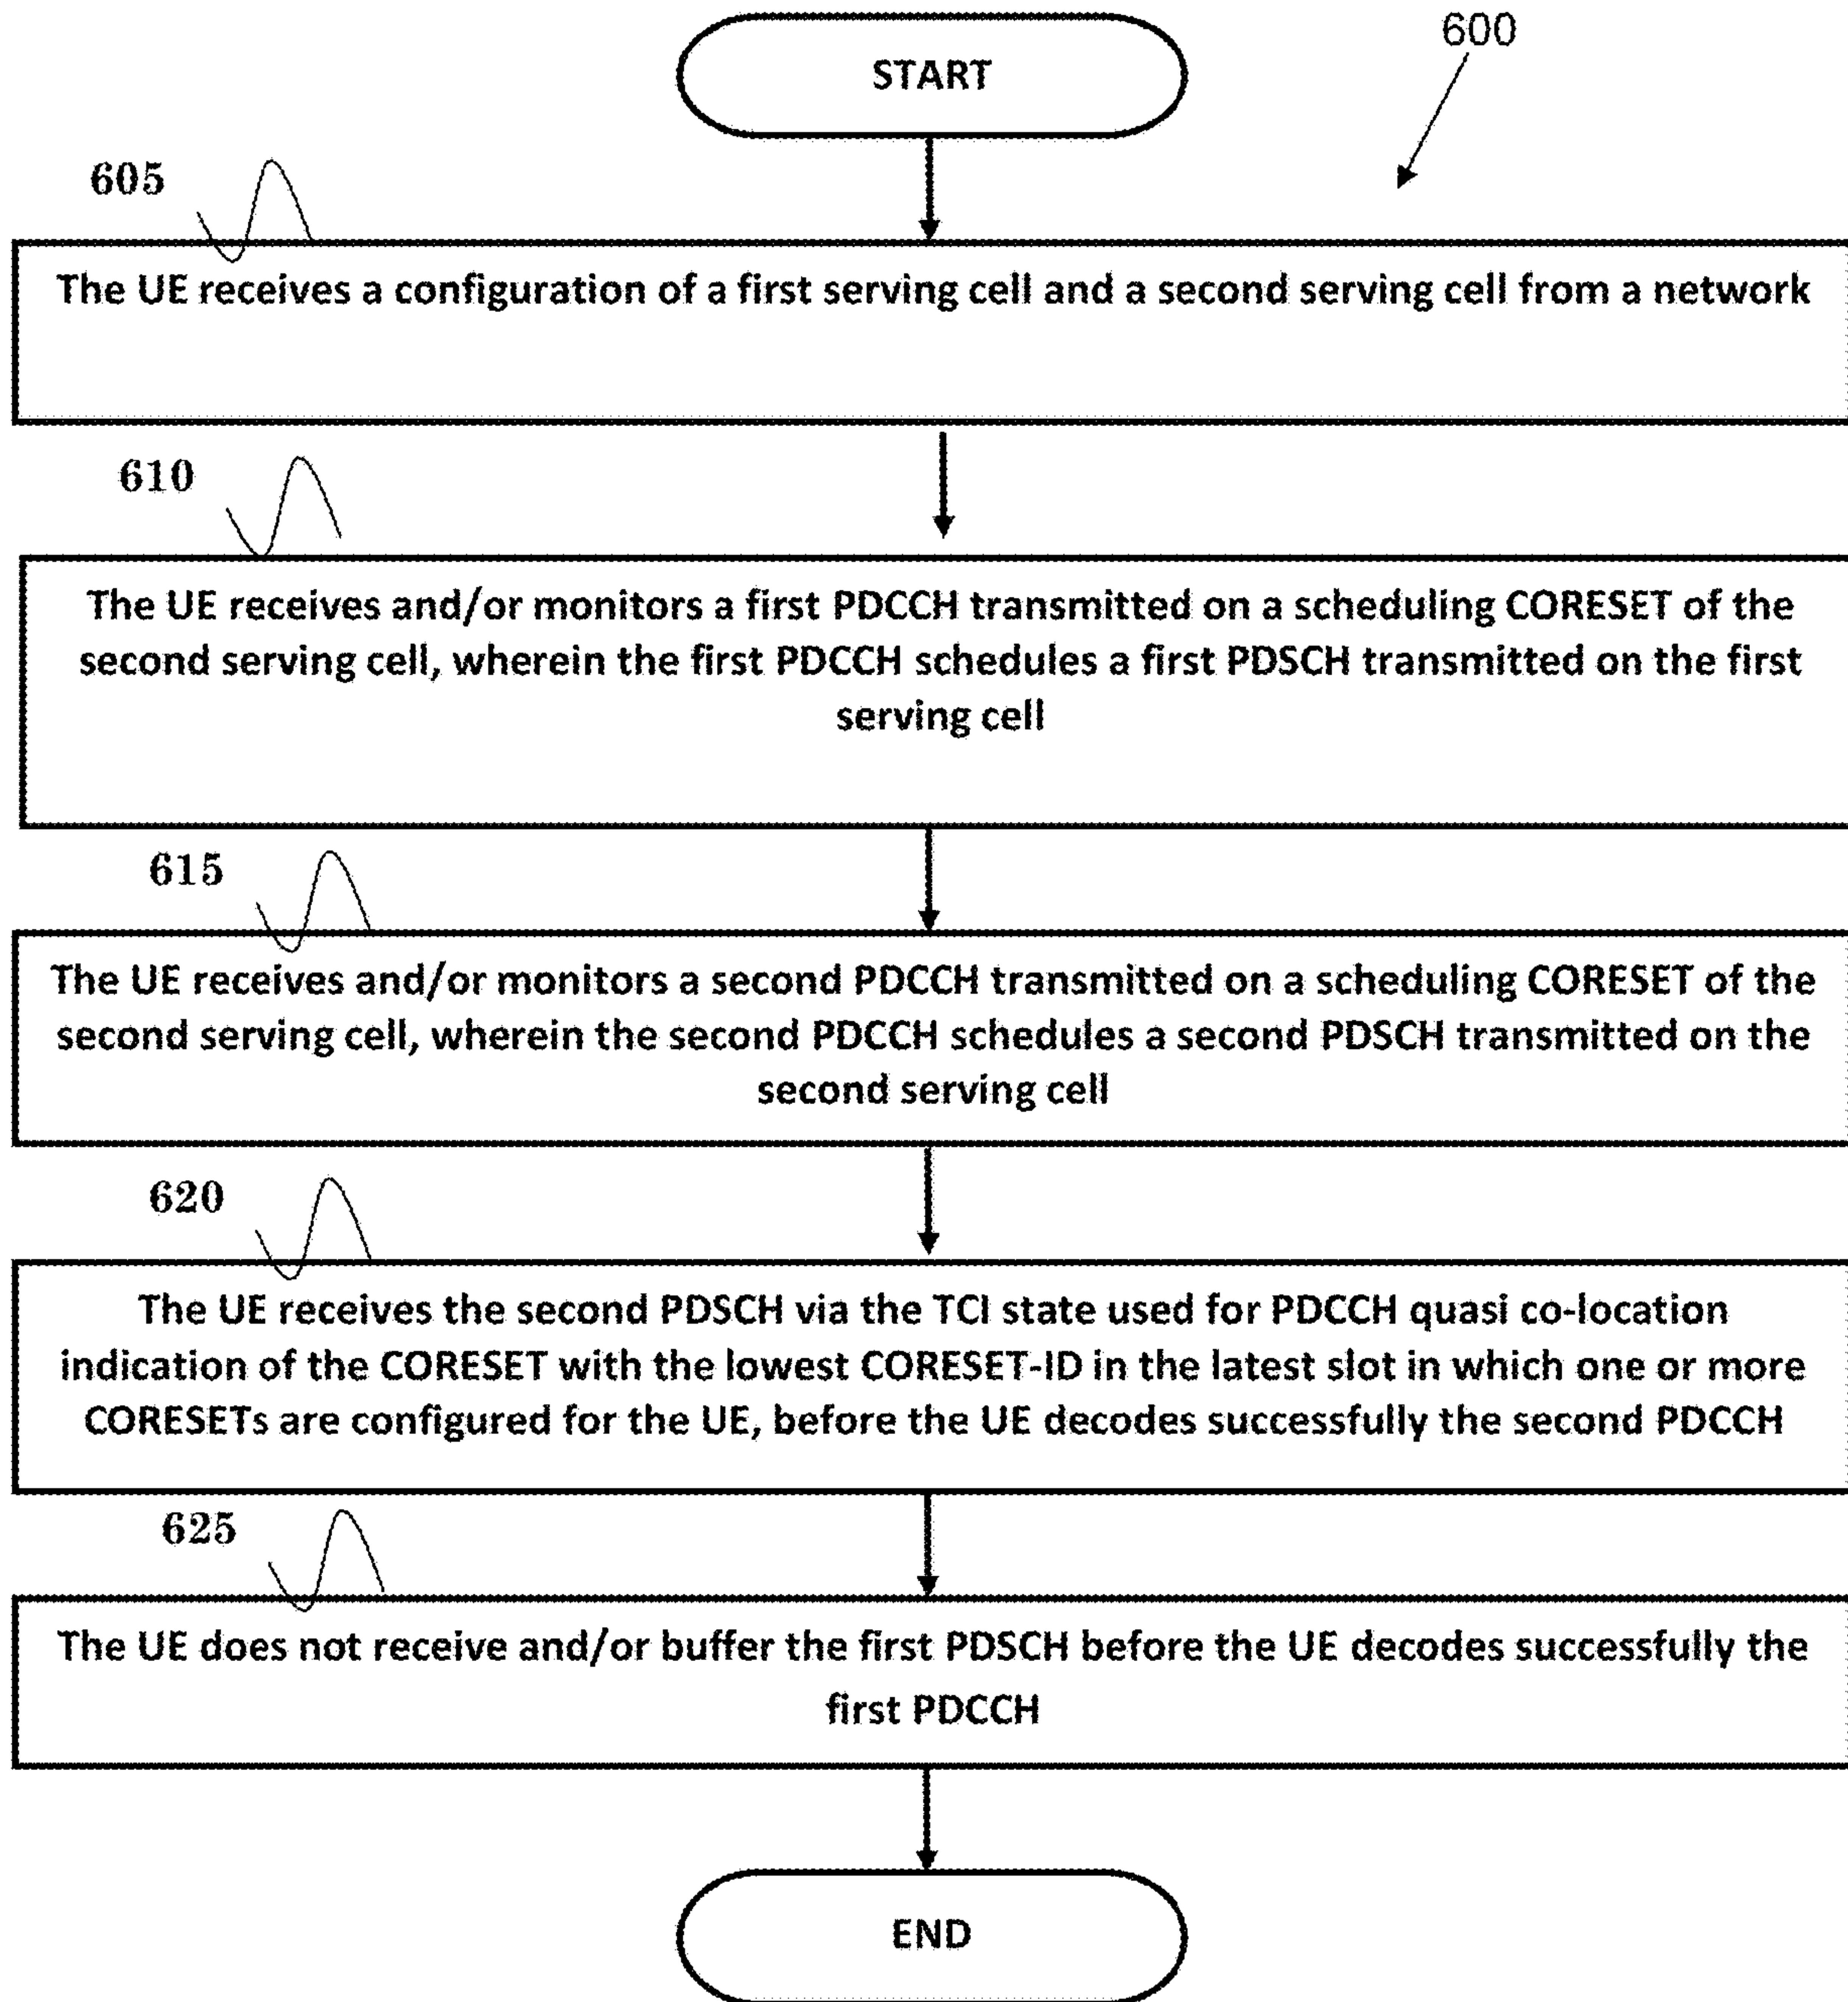 START
600
605
The UE receives a configuration of a first serving cell and a second serving cell from a network
610
The UE receives and/or monitors a first PDCCH transmitted on a scheduling CORESET of the
second serving cell, wherein the first PDCCH schedules a first PDSCH transmitted on the first
serving cell
615
The UE receives and/or monitors a second PDCCH transmitted on a scheduling CORESET of the
second serving cell, wherein the second PDCCH schedules a second PDSCH transmitted on the
second serving cell
620
The UE receives the second PDSCH via the TCI state used for PDCCH quasi co-location
indication of the CORESET with the lowest CORESET-ID in the latest slot in which one or more
CORESETs are configured for the UE, before the UE decodes successfully the second PDCCH
625
The UE does not receive and/or buffer the first PDSCH before the UE decodes successfully the
first PDCCH
END